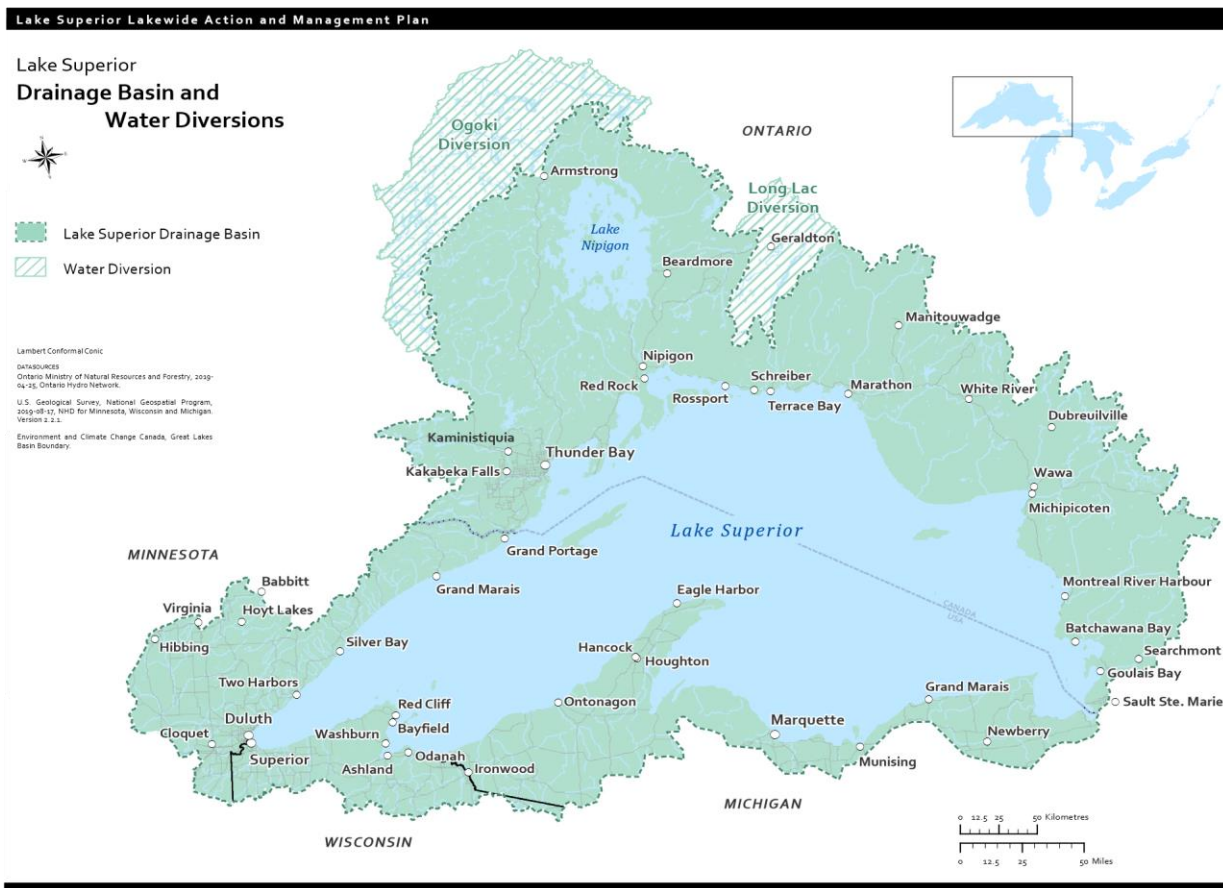 Lake Superior Lakewide Action and Management Plan
Lake Superior
Drainage Basin and
Water Diversions
Lake Superior Drainage Basin
Water Diversion
Lambert Conformal Conic
DATASOURCES
Ontario Ministry of Natural Resources and Forestry, 2019-
04-25, Ontario Hydro Network.
U.S. Geological Survey, National Geospatial Program,
2019-08-17, NHD for Minnesota, Wisconsin and Michigan.
Version 2.2.1.
Environment and Climate Change Canada, Great Lakes
Basin Boundary.
Ogoki
Diversion
ONTARIO
Armstrong
Long Lac
Diversion
Lake
Nipigon
Geraldton
Beardmore
Manitouwadge
Nipigon
Red Rock
Rossport
Schreiber
Terrace Bay
Marathon
White River
Dubreuilville
Kaministiquia
Thunder Bay
Kakabeka Falls
Wawa
Michipicoten
Lake Superior
Grand Portage
MINNESOTA
Grand Marais
Babbitt
Virginia
Hoyt Lakes
Hibbing
Silver Bay
Eagle Harbor
CANADA
USA
Montreal River Harbour
Batchawana Bay
Searchmont
Goulais Bay
Sault Ste. Marie
Hancock
Houghton
Two Harbors
Red Cliff
Bayfield
Ontonagon
Grand Marais
Duluth
Cloquet
Superior
Washburn
Ashland
Odanah
Ironwood
Marquette
Munising
Newberry
MICHIGAN
WISCONSIN
0 12.5 25 50 Kilometres
0 12.5 25 50 Miles